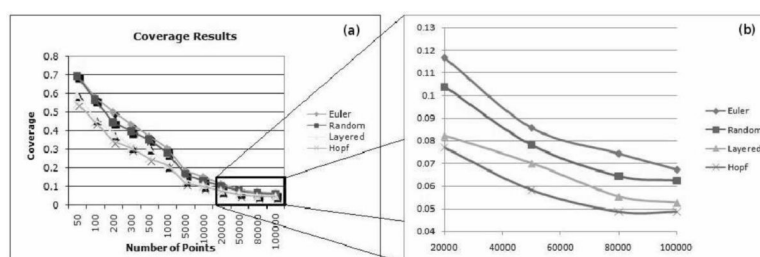 Coverage Results
(a)
Coverage
0.8
0.7
0.6
0.5
0.4
0.3
0.2
0.1
0
50
100
200
300
500
1000
5000
10000
20000
50000
80000
100000
Number of Points
Euler
Random
Layered
Hopf
(b)
0.13
0.12
0.11
0.1
0.09
0.08
0.07
0.06
0.05
0.04
20000
40000
60000
80000
100000
Euler
Random
Layered
Hopf